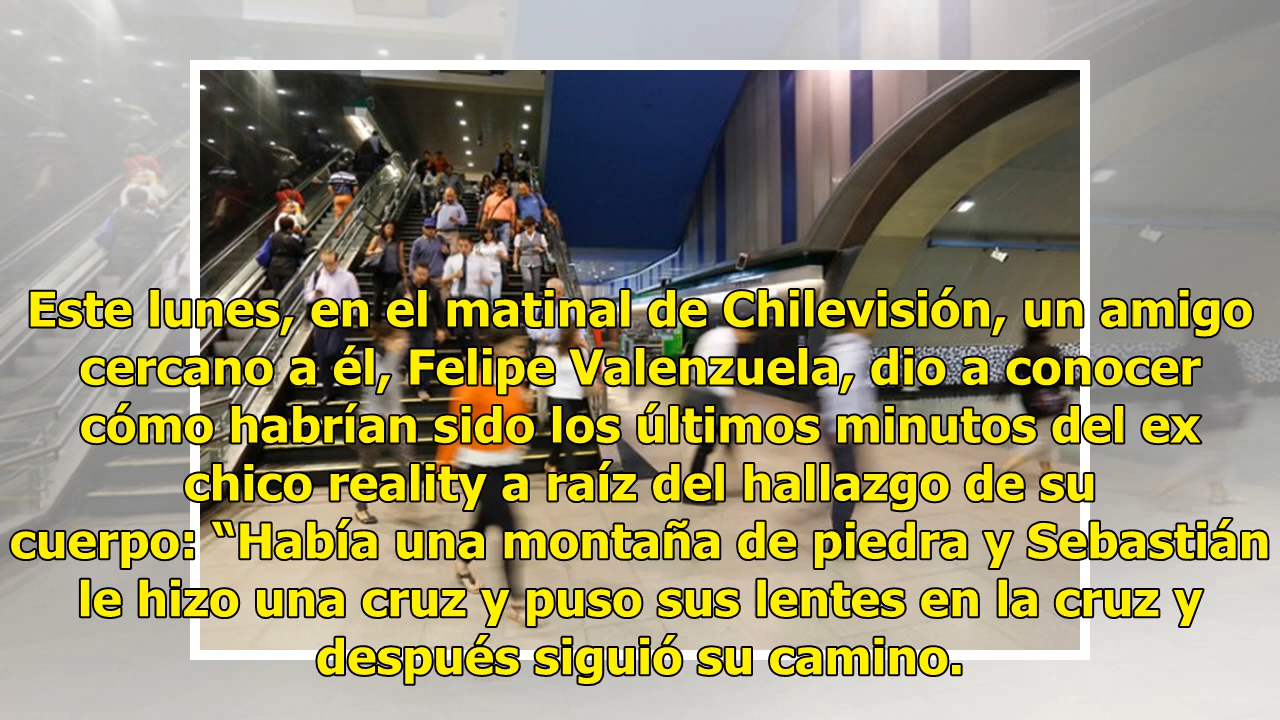 Este lunes, en el matinal de Chilevisión, un amigo
cercano a él, Felipe Valenzuela, dio a conocer
cómo habrían sido los últimos minutos del ex
chico reality a raíz del hallazgo de su
cuerpo: “Había una montaña de piedra y Sebastián
le hizo una cruz y puso sus lentes en la cruz y
después siguió su camino.